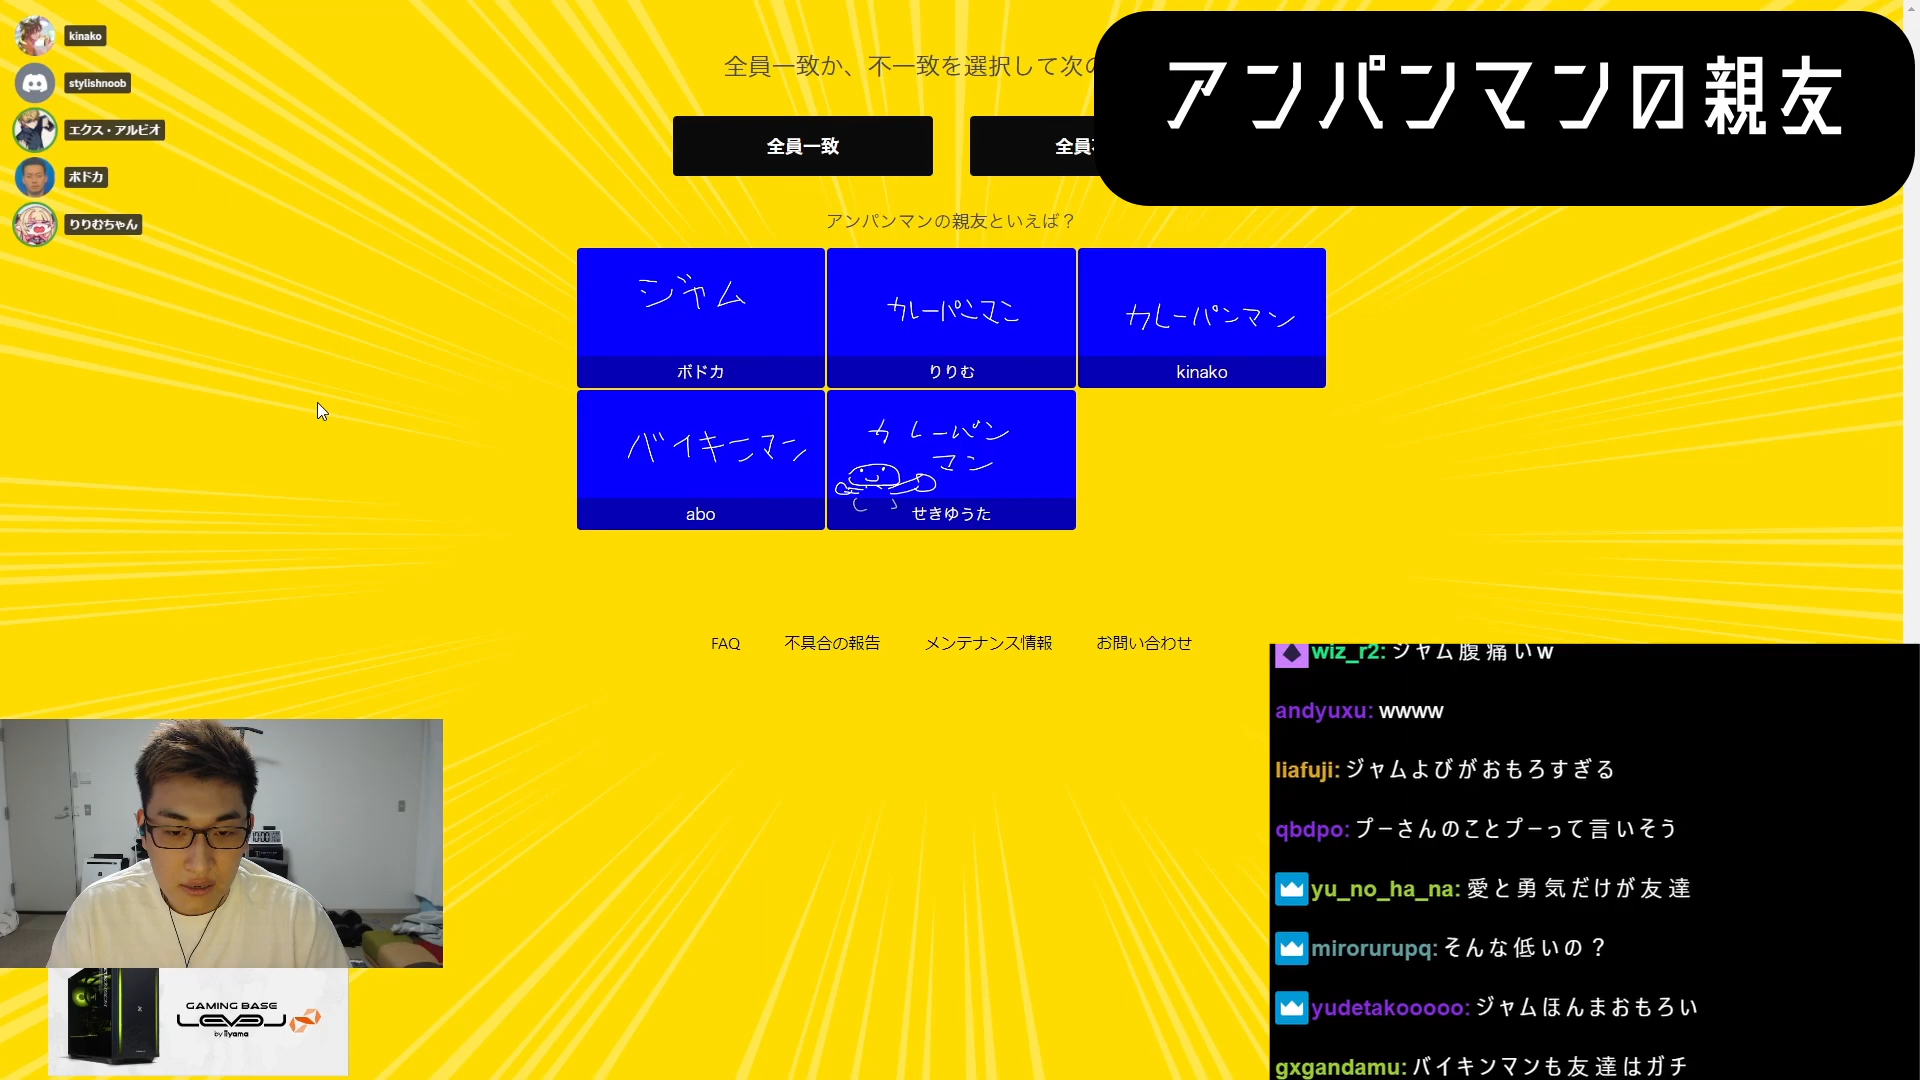 kinako
stylishnoob
エクス・アルビオ
ボドカ
りりむちゃん
全員一致か、不一致を選択して次の
アンパンマンの親友
全員一致
全員
アンパンマンの親友といえば？
ジャム
カレーパンマン
カレーパンマン
ボドカ
りりむ
kinako
バイキンマン
カレーパン
マン
abo
せきゆうた
FAQ
不具合の報告
メンテナンス情報
お問い合わせ
wiz_r2: ジャム腹痛いw
andyuxu: wwww
liafuji: ジャムよびがおもろすぎる
qbdpo: プーさんのことプーって言いそう
yu_no_ha_na: 愛と勇気だけが友達
mirorurupq: そんな低いの？
yudetakooooo: ジャムほんまおもろい
gxgandamu: バイキンマンも友達はガチ
GAMING BASE
LEVEL
by iiyama